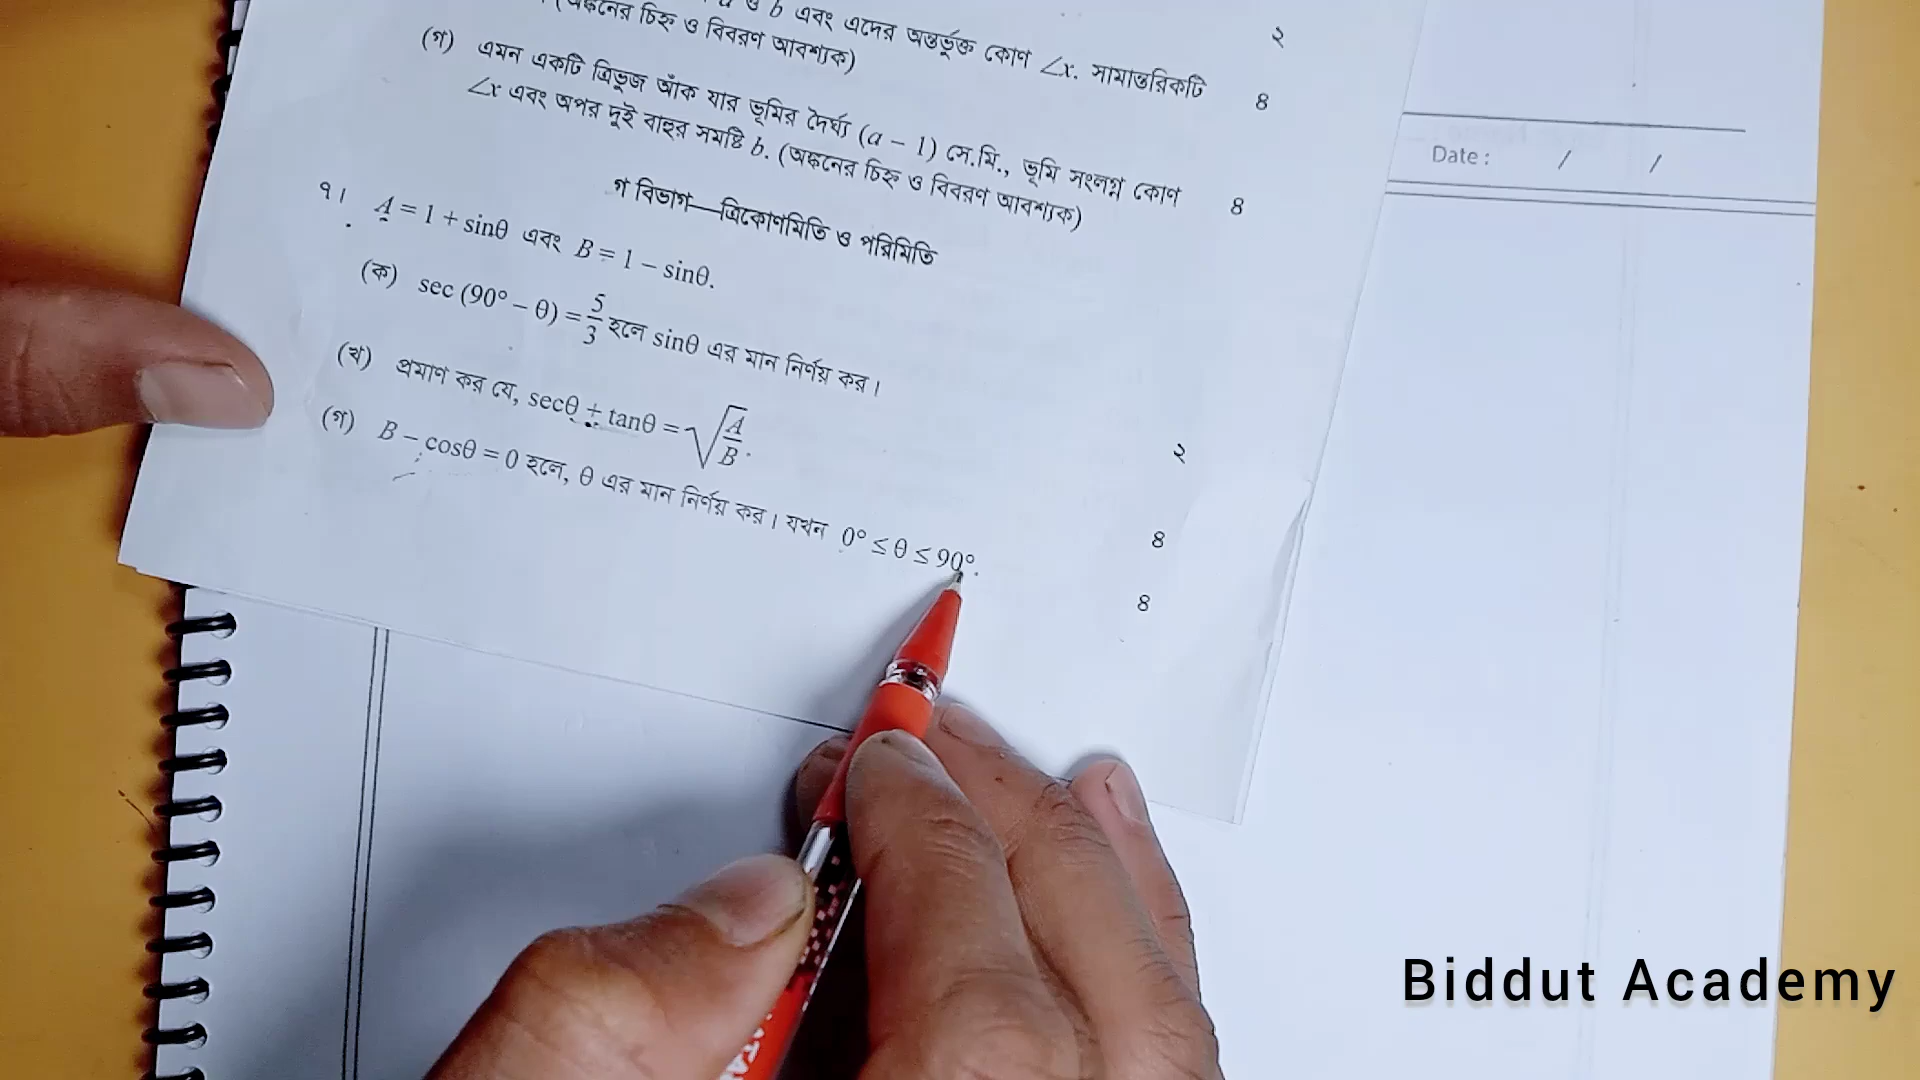 b এবং এদের অন্তর্ভুক্ত কোণ ∠x. সামান্তরিকটি
(অঙ্কনের চিহ্ন ও বিবরণ আবশ্যক)
২
৪
(গ) এমন একটি ত্রিভুজ আঁক যার ভূমির দৈর্ঘ্য (a − 1) সে.মি., ভূমি সংলগ্ন কোণ
∠x এবং অপর দুই বাহুর সমষ্টি b. (অঙ্কনের চিহ্ন ও বিবরণ আবশ্যক) ৪
গ বিভাগ—ত্রিকোণমিতি ও পরিমিতি
৭। A = 1 + sinθ এবং B = 1 − sinθ.
(ক) sec (90° − θ) = 5/3 হলে sinθ এর মান নির্ণয় কর। ২
(খ) প্রমাণ কর যে, secθ + tanθ = √(A/B). ৪
(গ) B − cosθ = 0 হলে, θ এর মান নির্ণয় কর। যখন 0° ≤ θ ≤ 90°. ৪
Date : / /
Biddut Academy